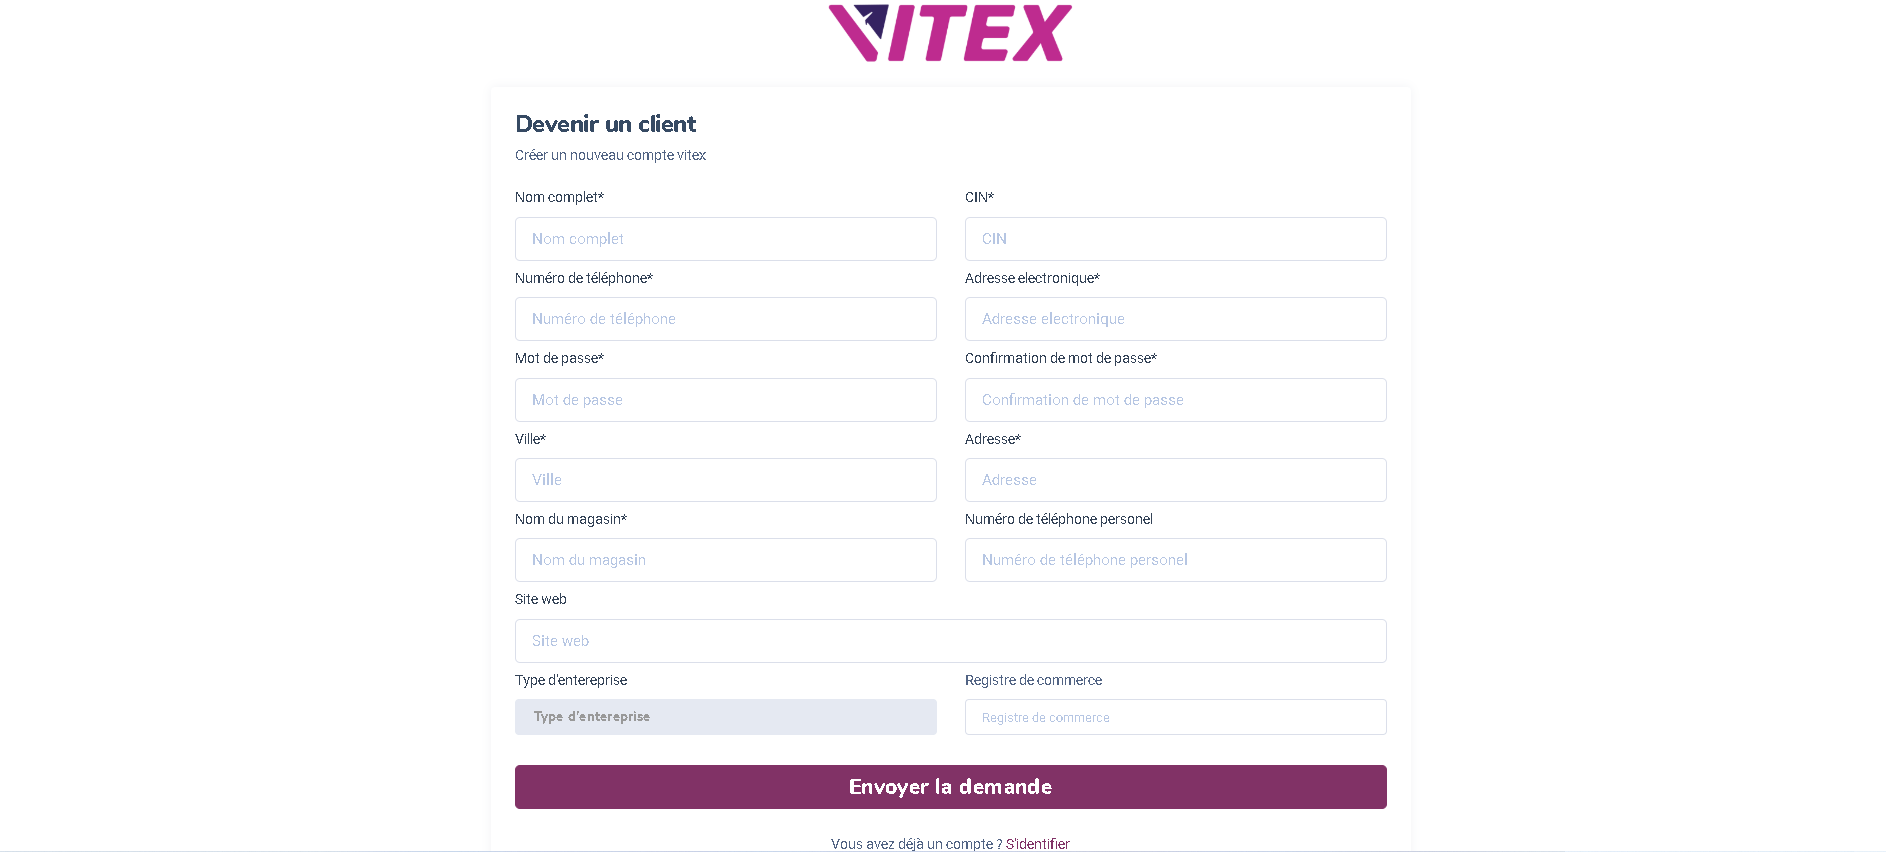 VITEX
Devenir un client
Créer un nouveau compte vitex
Nom complet*
CIN*
Nom complet
CIN
Numéro de téléphone*
Adresse electronique*
Numéro de téléphone
Adresse electronique
Mot de passe*
Confirmation de mot de passe*
Mot de passe
Confirmation de mot de passe
Ville*
Adresse*
Ville
Adresse
Nom du magasin*
Numéro de téléphone personel
Nom du magasin
Numéro de téléphone personel
Site web
Site web
Type d'entereprise
Registre de commerce
Type d'entereprise
Registre de commerce
Envoyer la demande
Vous avez déjà un compte ? S'identifier